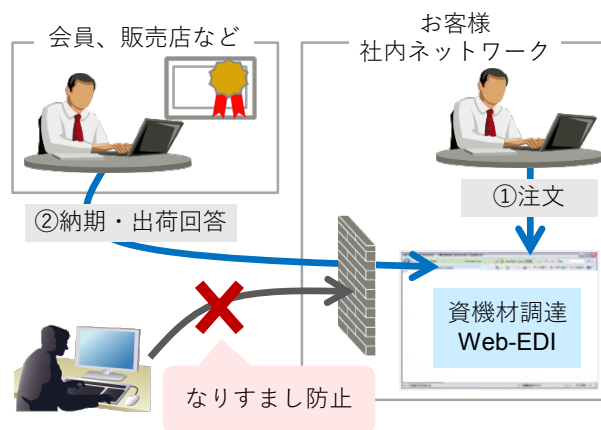 会員、販売店など
お客様
社内ネットワーク
①注文
②納期・出荷回答
資機材調達
Web-EDI
なりすまし防止